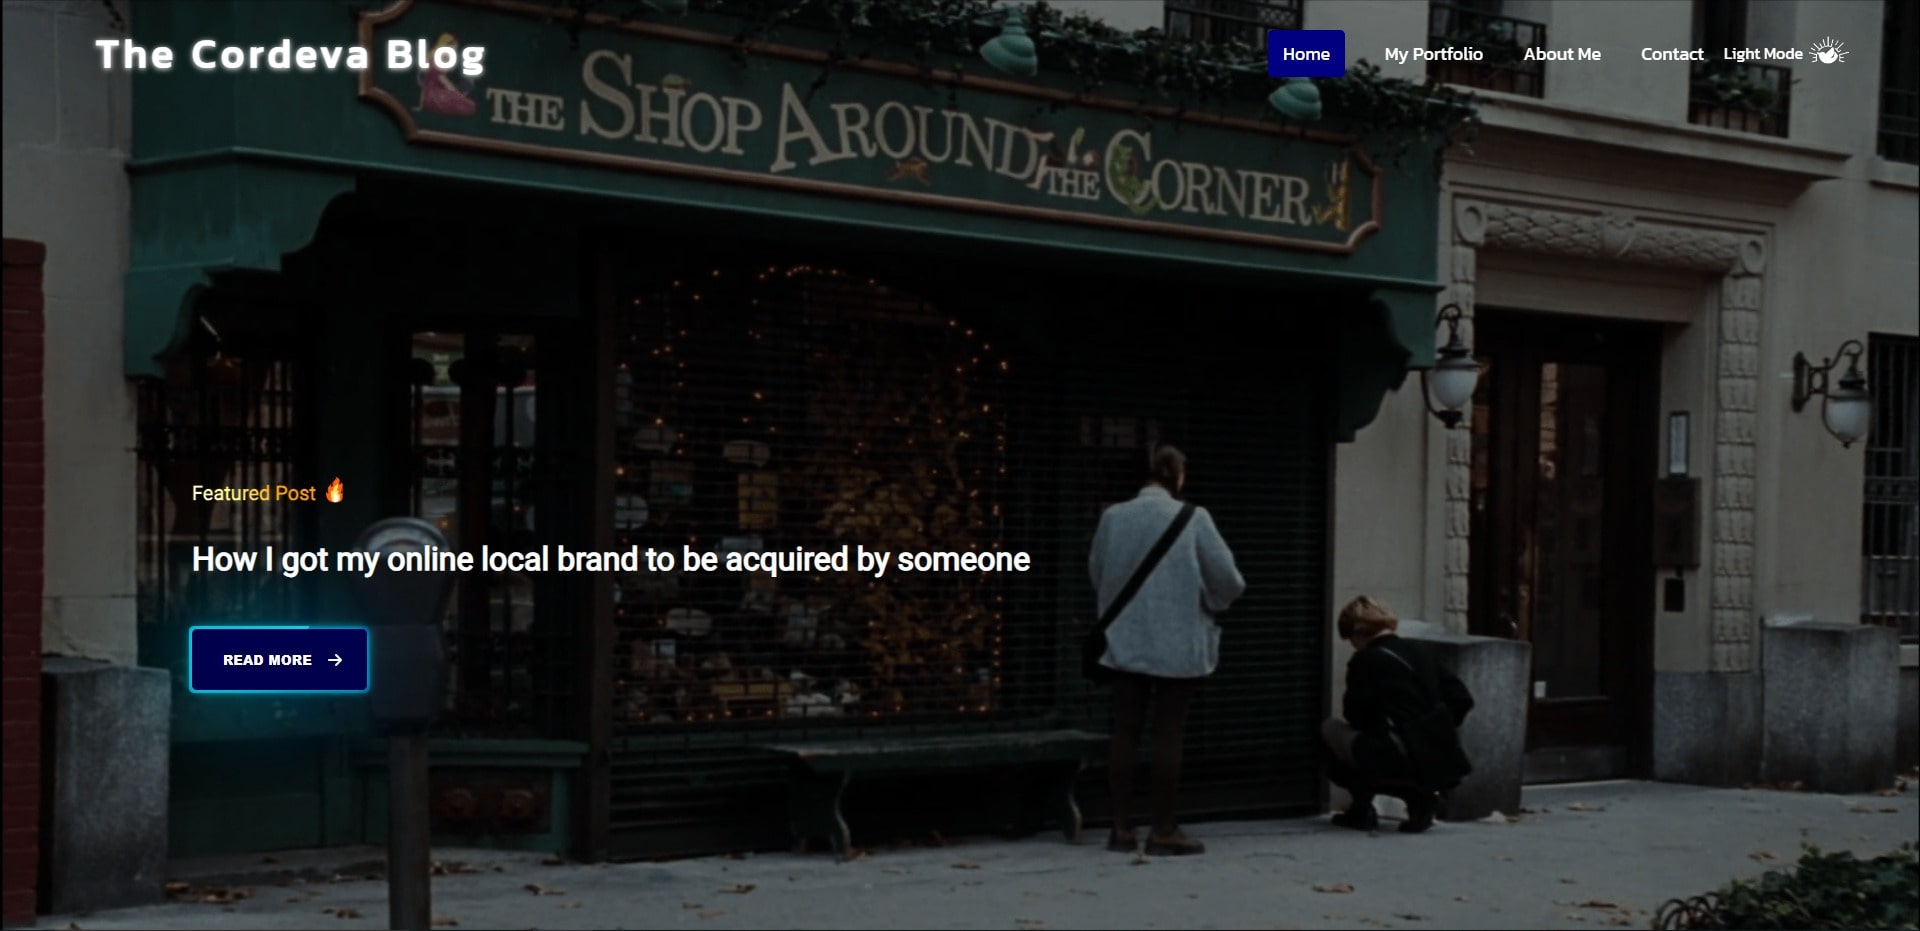 The Cordeva Blog
Home My Portfolio About Me Contact Light Mode
THE SHOP AROUND THE CORNER
Featured Post 🔥
How I got my online local brand to be acquired by someone
READ MORE →